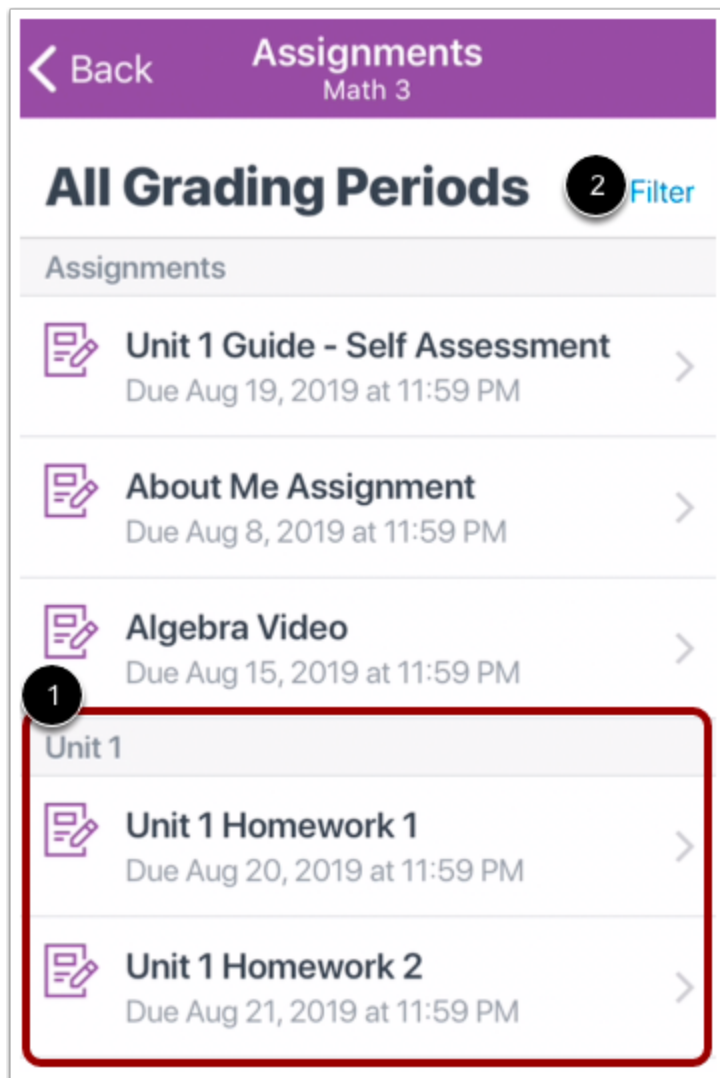 Back
Assignments
Math 3
All Grading Periods
2
Filter
Assignments
Unit 1 Guide - Self Assessment
Due Aug 19, 2019 at 11:59 PM
About Me Assignment
Due Aug 8, 2019 at 11:59 PM
Algebra Video
Due Aug 15, 2019 at 11:59 PM
1
Unit 1
Unit 1 Homework 1
Due Aug 20, 2019 at 11:59 PM
Unit 1 Homework 2
Due Aug 21, 2019 at 11:59 PM